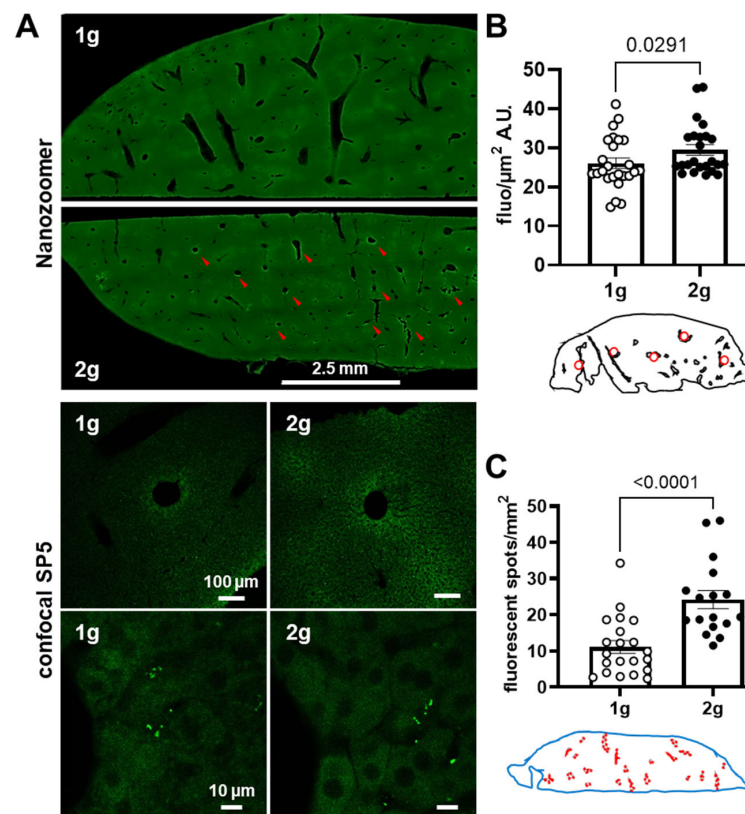 A
1g
Nanozoomer
2g
2.5 mm
1g
2g
confocal SP5
100 µm
1g
2g
10 µm
B
0.0291
fluo/µm² A.U.
50
40
30
20
10
0
1g
2g
C
<0.0001
fluorescent spots/mm²
50
40
30
20
10
0
1g
2g